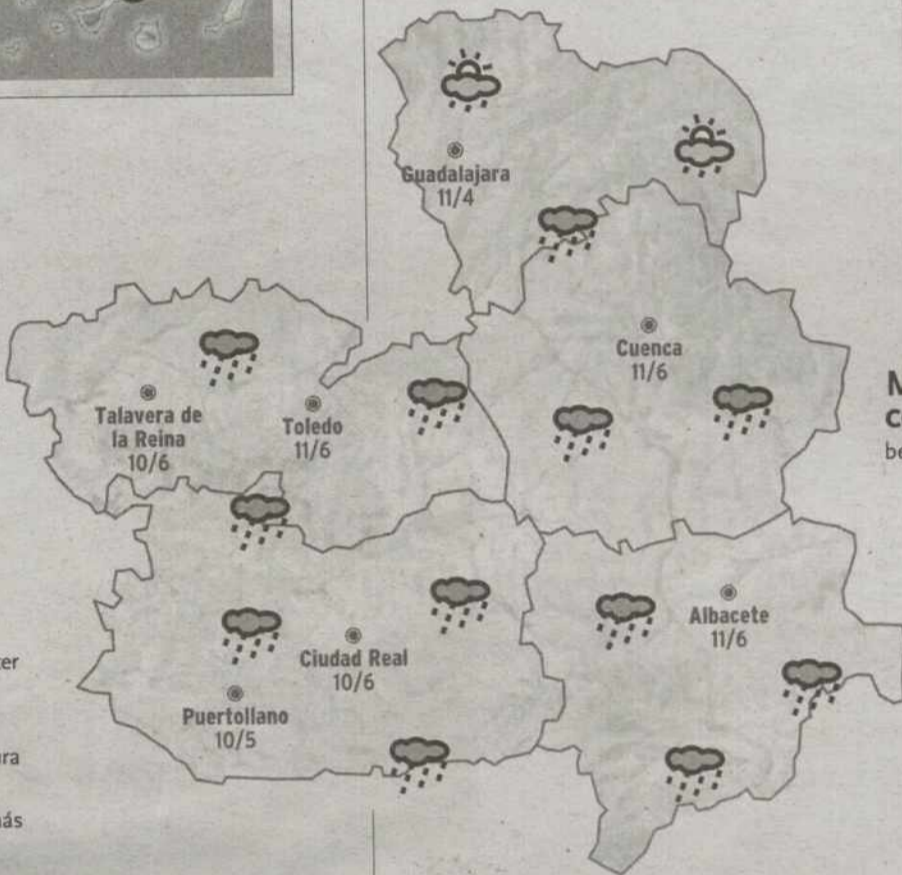 Guadalajara
11/4
Cuenca
11/6
Talavera de
la Reina
10/6
Toledo
11/6
Albacete
11/6
Ciudad Real
10/6
Puertollano
10/5